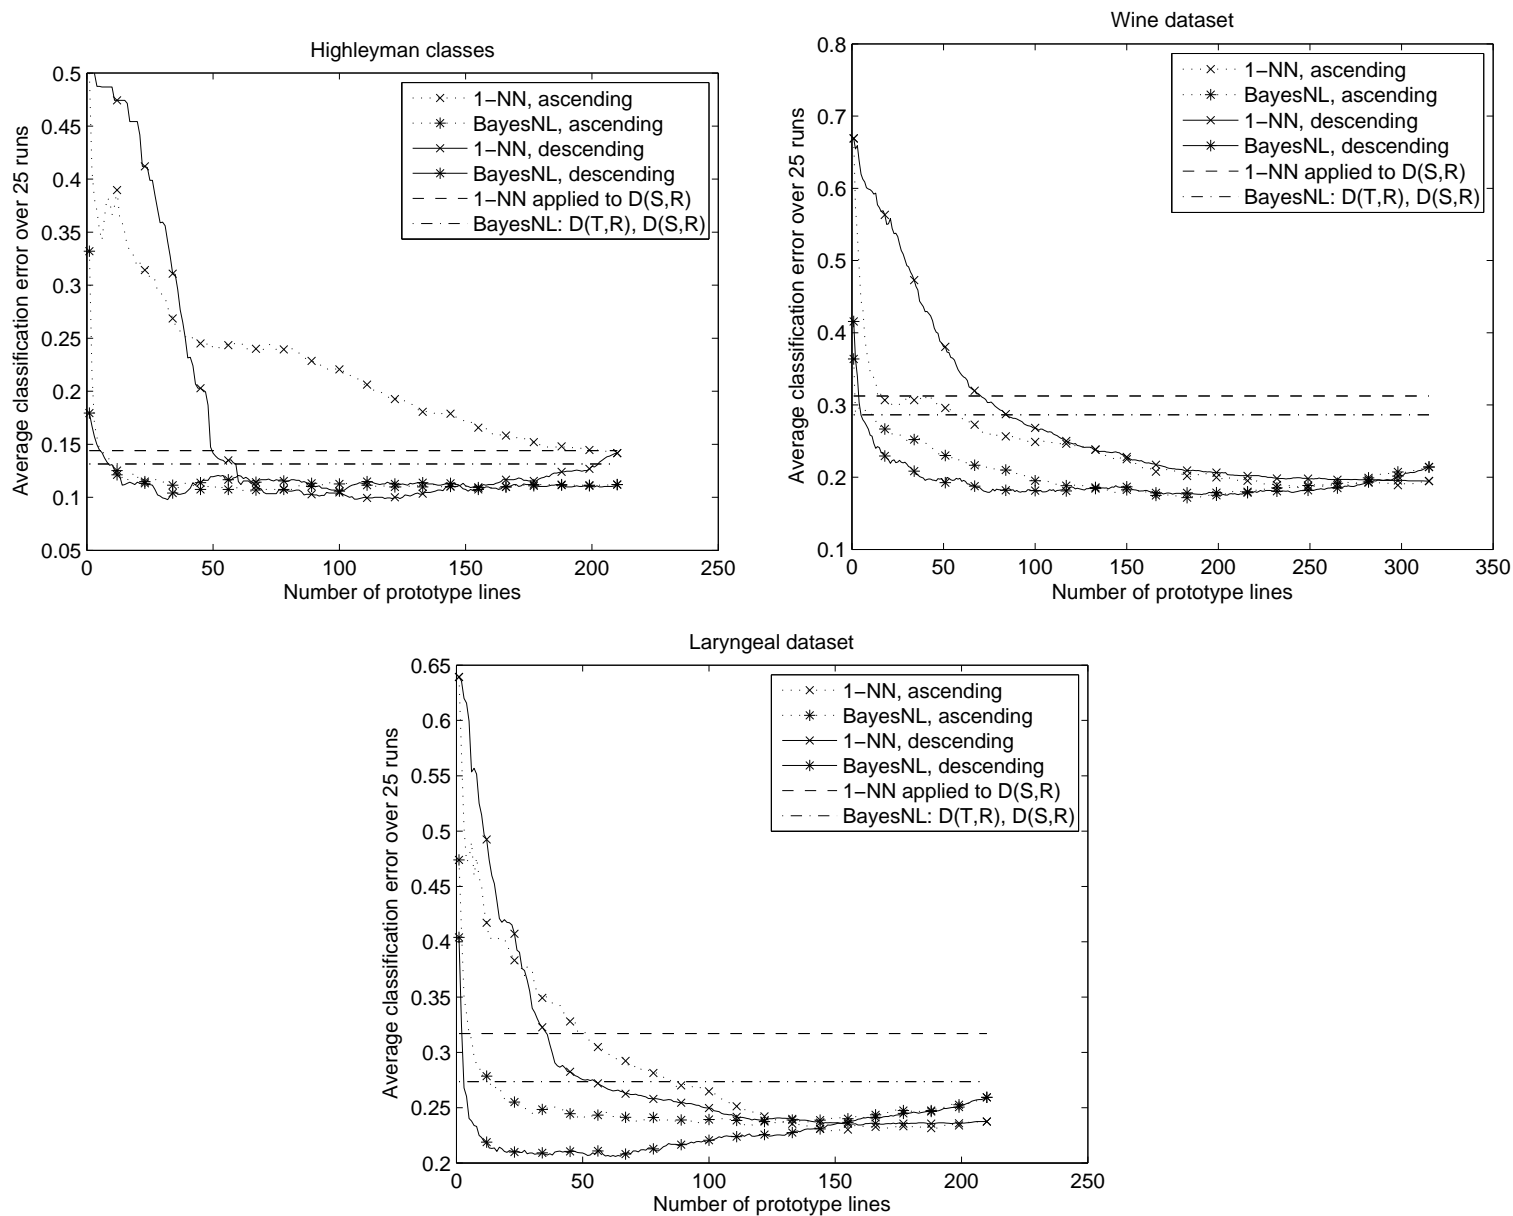 Highleyman classes
Average classification error over 25 runs
0.5
0.45
0.4
0.35
0.3
0.25
0.2
0.15
0.1
0.05
0 50 100 150 200 250
Number of prototype lines
1−NN, ascending
BayesNL, ascending
1−NN, descending
BayesNL, descending
1−NN applied to D(S,R)
BayesNL: D(T,R), D(S,R)
Wine dataset
Average classification error over 25 runs
0.8
0.7
0.6
0.5
0.4
0.3
0.2
0.1
0 50 100 150 200 250 300 350
Number of prototype lines
1−NN, ascending
BayesNL, ascending
1−NN, descending
BayesNL, descending
1−NN applied to D(S,R)
BayesNL: D(T,R), D(S,R)
Laryngeal dataset
Average classification error over 25 runs
0.65
0.6
0.55
0.5
0.45
0.4
0.35
0.3
0.25
0.2
0 50 100 150 200 250
Number of prototype lines
1−NN, ascending
BayesNL, ascending
1−NN, descending
BayesNL, descending
1−NN applied to D(S,R)
BayesNL: D(T,R), D(S,R)